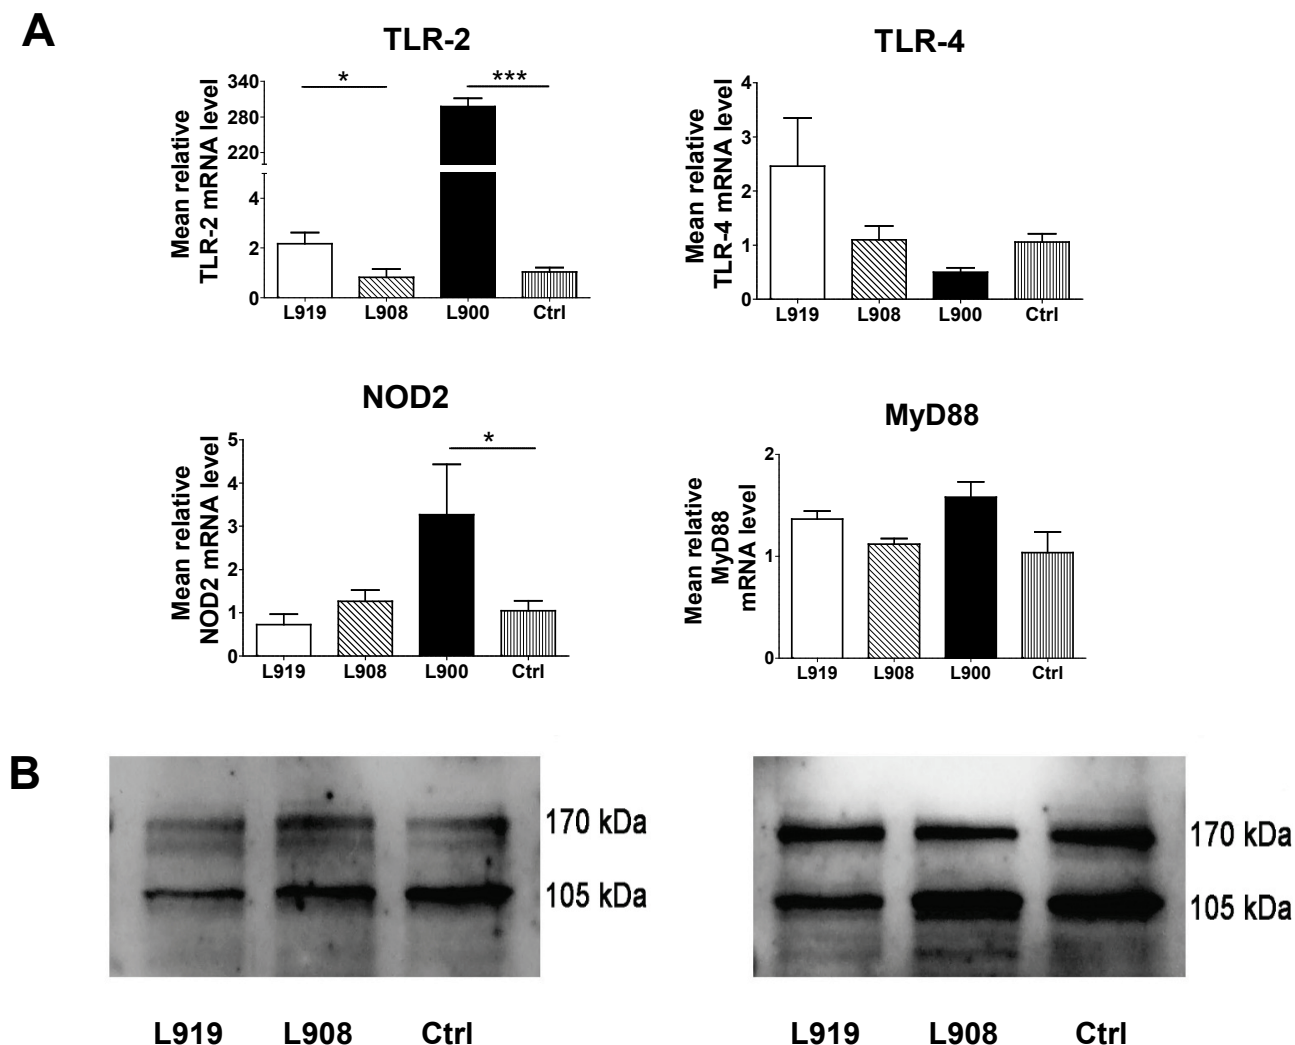 A
TLR-2
Mean relative
TLR-2 mRNA level
340
280
220
4
2
0
*
***
L919 L908 L900 Ctrl
TLR-4
Mean relative
TLR-4 mRNA level
4
3
2
1
0
L919 L908 L900 Ctrl
NOD2
Mean relative
NOD2 mRNA level
5
4
3
2
1
0
*
L919 L908 L900 Ctrl
MyD88
Mean relative
MyD88
mRNA level
2
1
0
L919 L908 L900 Ctrl
B
170 kDa
105 kDa
L919 L908 Ctrl
170 kDa
105 kDa
L919 L908 Ctrl